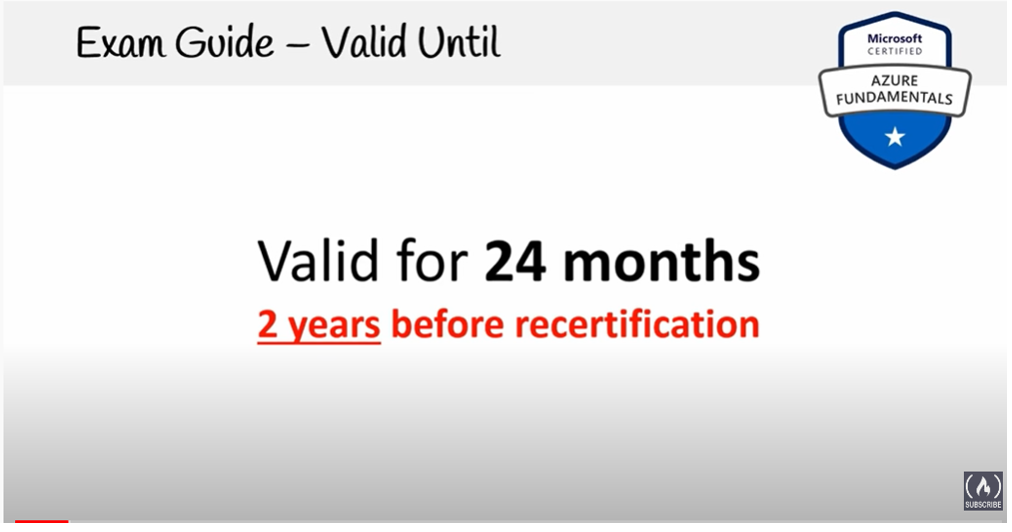 Exam Guide – Valid Until
Microsoft
CERTIFIED
AZURE
FUNDAMENTALS
Valid for 24 months
2 years before recertification
SUBSCRIBE